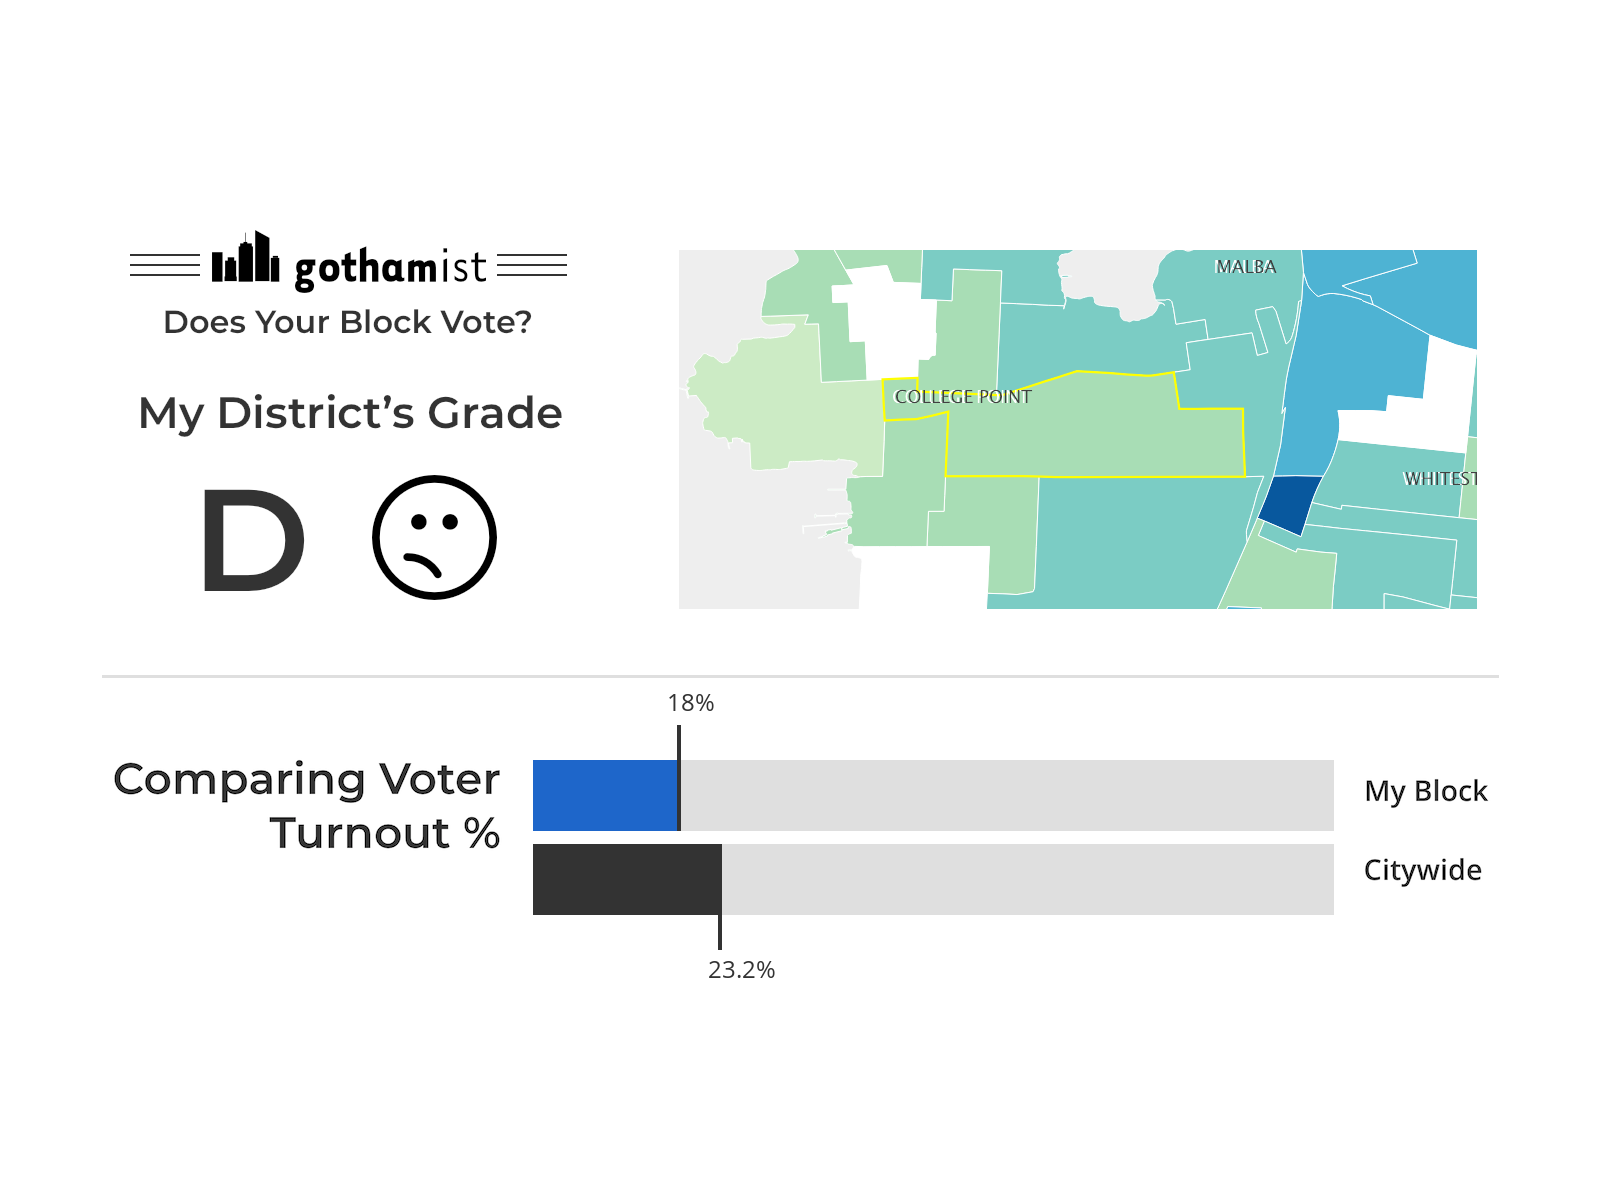 gothamist
Does Your Block Vote?
My District’s Grade
D
MALBA
COLLEGE POINT
WHITEST
18%
Comparing Voter
Turnout %
My Block
Citywide
23.2%